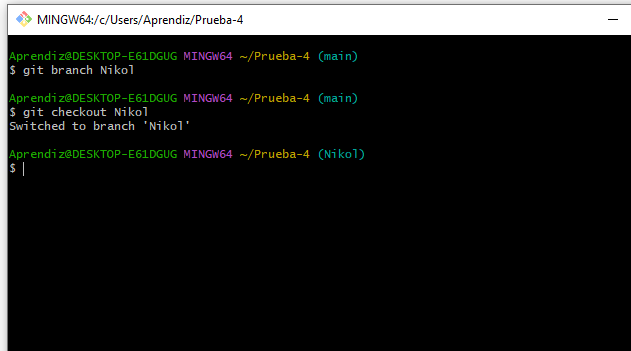 MINGW64:/c/Users/Aprendiz/Prueba-4
Aprendiz@DESKTOP-E61DGUG MINGW64 ~/Prueba-4 (main)
$ git branch Nikol
Aprendiz@DESKTOP-E61DGUG MINGW64 ~/Prueba-4 (main)
$ git checkout Nikol
Switched to branch 'Nikol'
Aprendiz@DESKTOP-E61DGUG MINGW64 ~/Prueba-4 (Nikol)
$